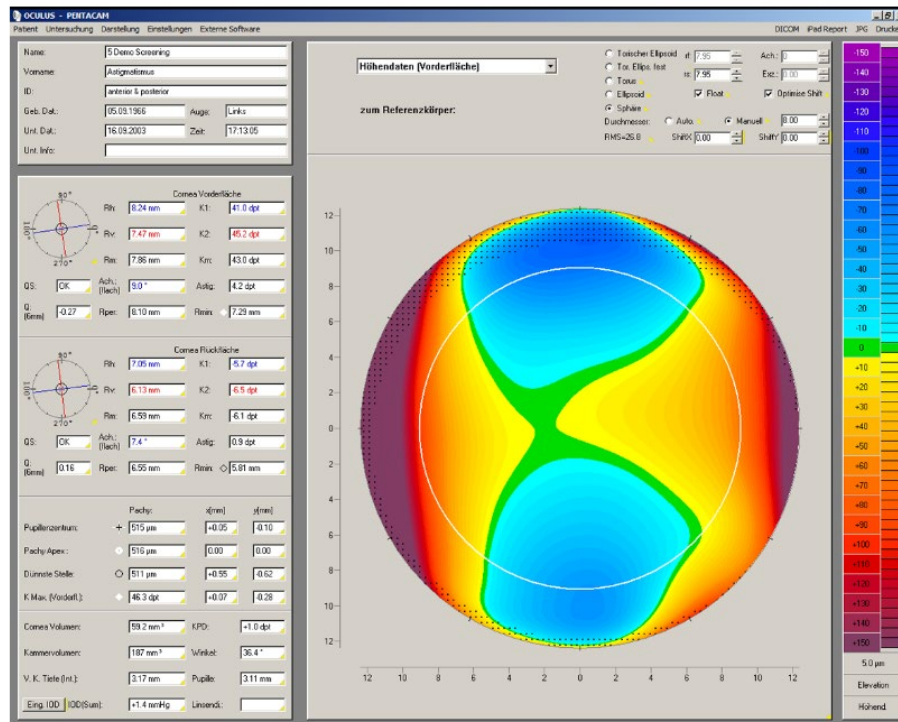 OCULUS - PENTACAM
Patient Untersuchung Darstellung Einstellungen Externe Software DICOM iPad Report JPG Drucke
Name: 5 Demo Screening
Vorname: Astigmatismus
ID: anterior & posterior
Geb. Dat.: 05.09.1966 Auge: Links
Unt. Dat.: 16.09.2003 Zeit: 17:13:05
Unt. Info:
Cornea Vorderfläche
90°
180°
270°
Rh: 8.24 mm K1: 41.0 dpt
Rv: 7.47 mm K2: 45.2 dpt
Rm: 7.86 mm Km: 43.0 dpt
QS: OK Ach.: (flach) 9.0 ° Astig: 4.2 dpt
Q: (6mm) -0.27 Rper: 8.10 mm Rmin: 7.29 mm
Cornea Rückfläche
90°
180°
270°
Rh: 7.05 mm K1: -5.7 dpt
Rv: 6.13 mm K2: -6.5 dpt
Rm: 6.59 mm Km: -6.1 dpt
QS: OK Ach.: (flach) 7.4 ° Astig: 0.9 dpt
Q: (6mm) 0.16 Rper: 6.55 mm Rmin: 5.81 mm
Pachy: x[mm] y[mm]
Pupillenzentrum: + 515 µm +0.05 -0.10
Pachy Apex: 516 µm 0.00 0.00
Dünnste Stelle: 511 µm +0.55 -0.62
K Max. (Vorderfl.): 46.3 dpt +0.07 -0.28
Cornea Volumen: 59.2 mm³ KPD: +1.0 dpt
Kammervolumen: 187 mm³ Winkel: 36.4 °
V. K. Tiefe (Int.): 3.17 mm Pupille: 3.11 mm
Eing. IOD IOD(Sum): +1.4 mmHg Linsendi.:
Höhendaten (Vorderfläche)
zum Referenzkörper:
Torischer Ellipsoid rf: 7.95 Ach.: 0
Tor. Ellips. fest rs: 7.95 Exz.: 0.00
Torus
Ellipsoid Float Optimise Shift
Sphäre
Durchmesser: Auto. Manuell 8.00
RMS=26.8 ShiftX 0.00 ShiftY 0.00
12
8
4
0
4
8
12
12 10 8 6 4 2 0 2 4 6 8 10 12
-150
-140
-130
-120
-110
-100
-90
-80
-70
-60
-50
-40
-30
-20
-10
0
+10
+20
+30
+40
+50
+60
+70
+80
+90
+100
+110
+120
+130
+140
+150
5.0 µm
Elevation
Höhend.